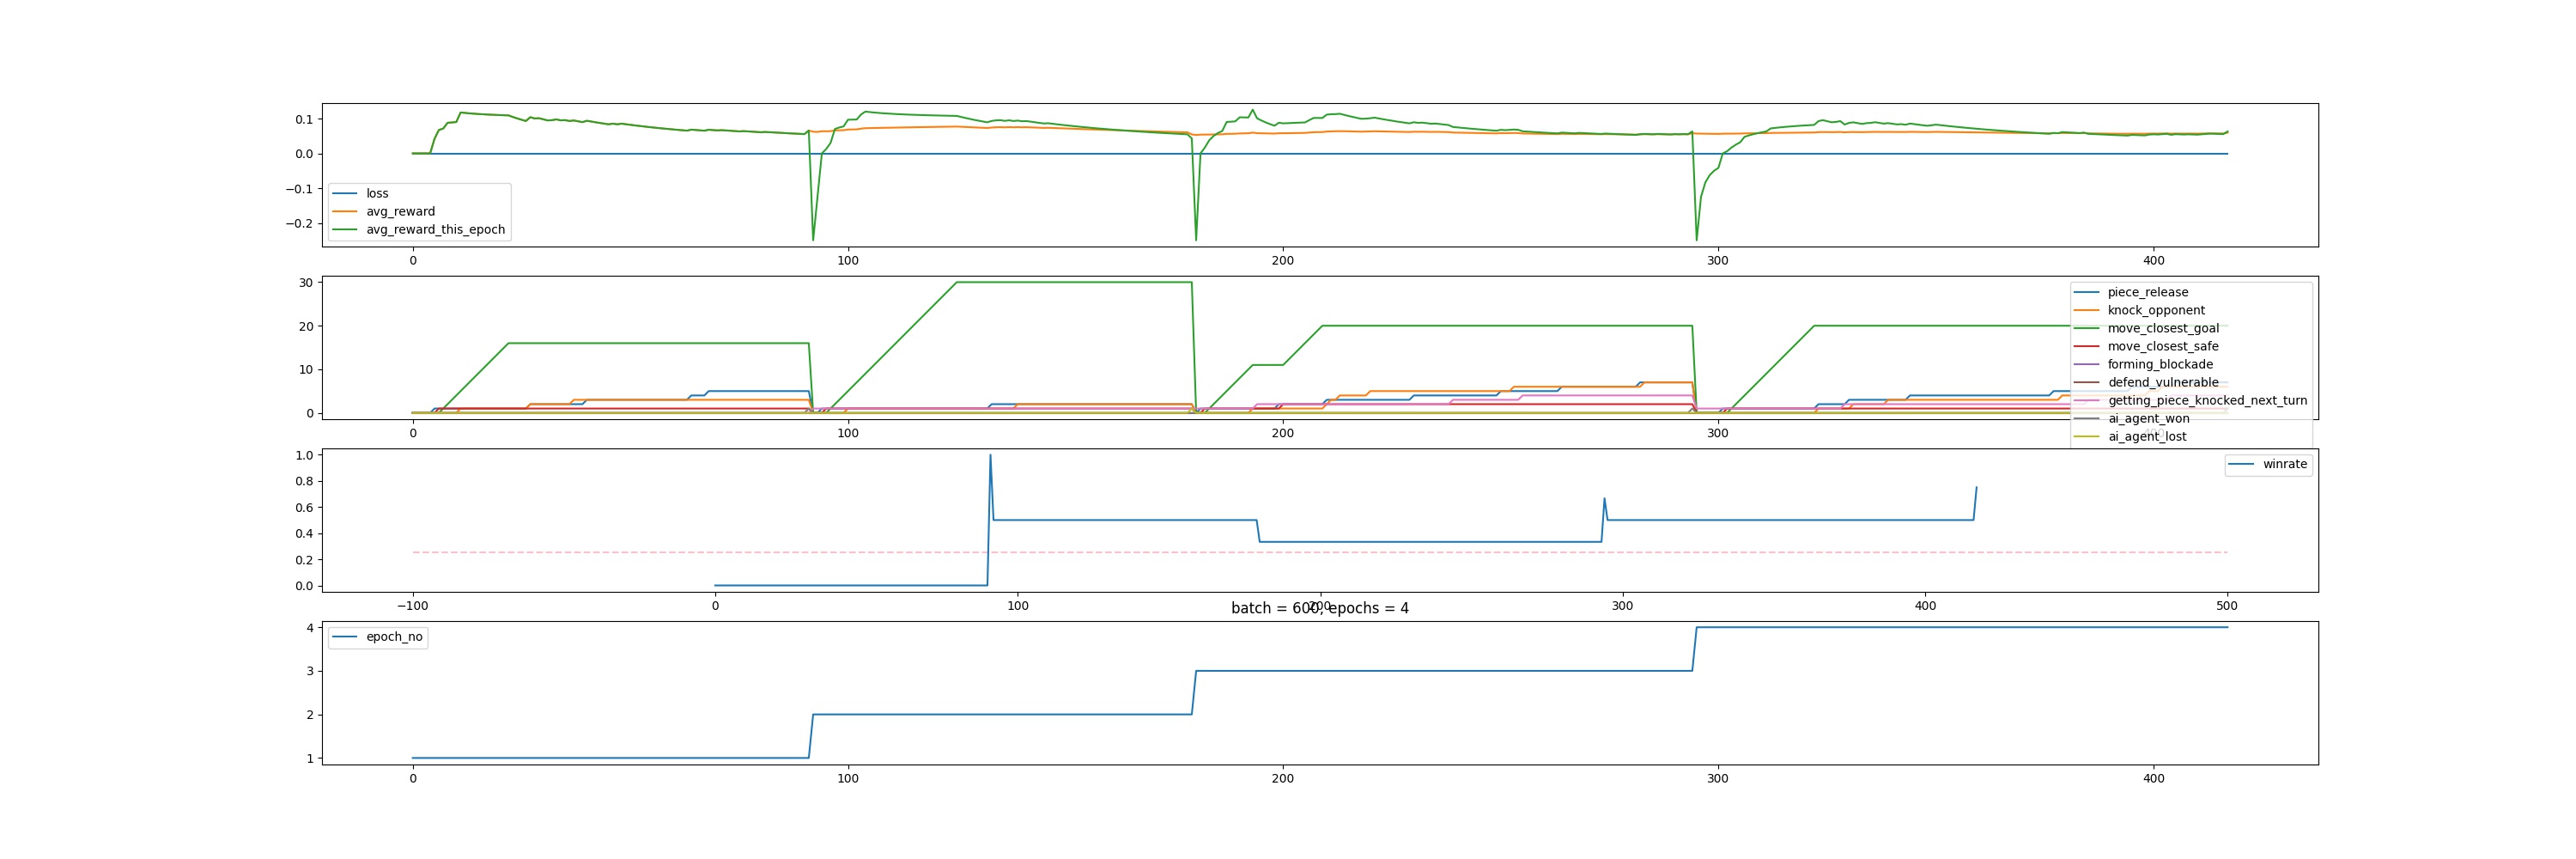 0.1
0.0
−0.1
−0.2
loss
avg_reward
avg_reward_this_epoch
0 100 200 300 400
30
20
10
0
piece_release
knock_opponent
move_closest_goal
move_closest_safe
forming_blockade
defend_vulnerable
getting_piece_knocked_next_turn
ai_agent_won
ai_agent_lost
0 100 200 300 400
1.0
0.8
0.6
0.4
0.2
0.0
winrate
−100 0 100 200 300 400 500
batch = 600, epochs = 4
4
3
2
1
epoch_no
0 100 200 300 400